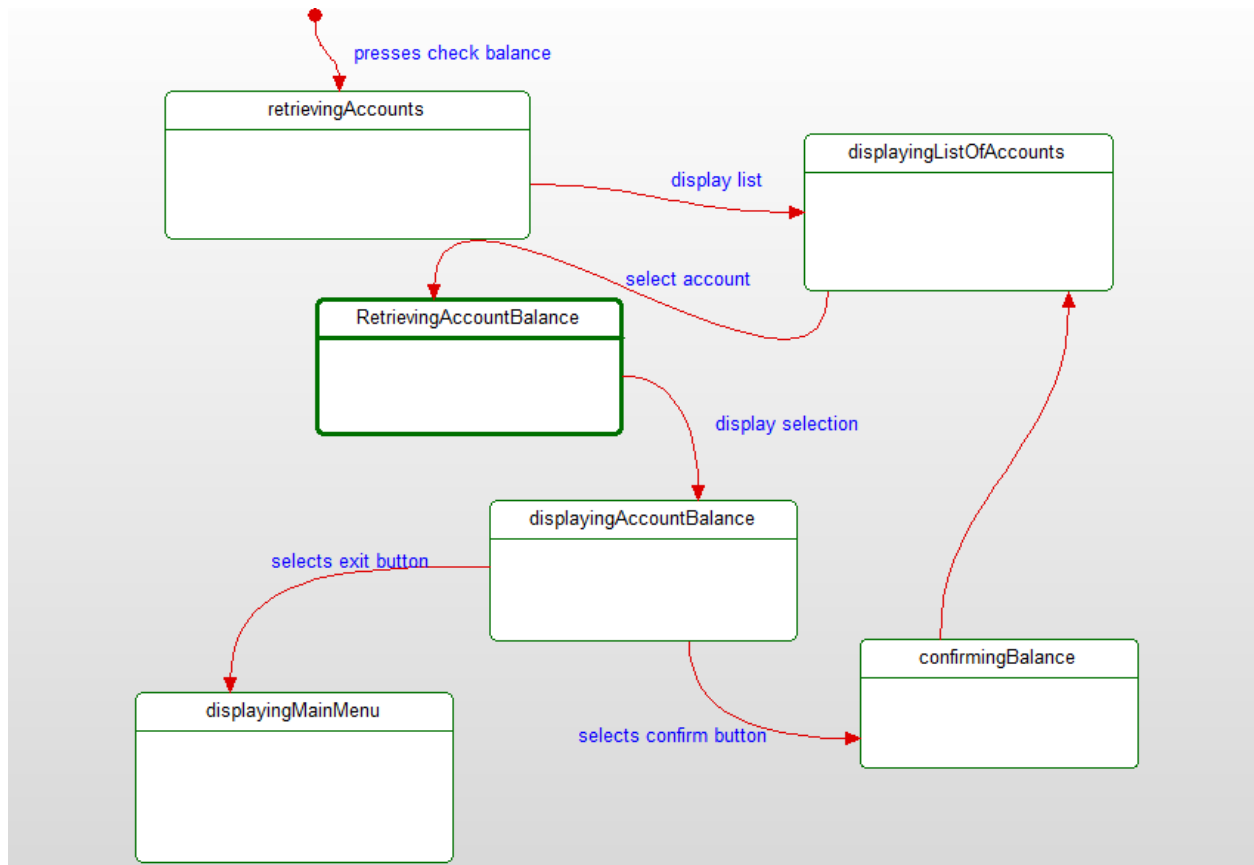 presses check balance
retrievingAccounts
displayingListOfAccounts
display list
select account
RetrievingAccountBalance
display selection
displayingAccountBalance
selects exit button
confirmingBalance
displayingMainMenu
selects confirm button